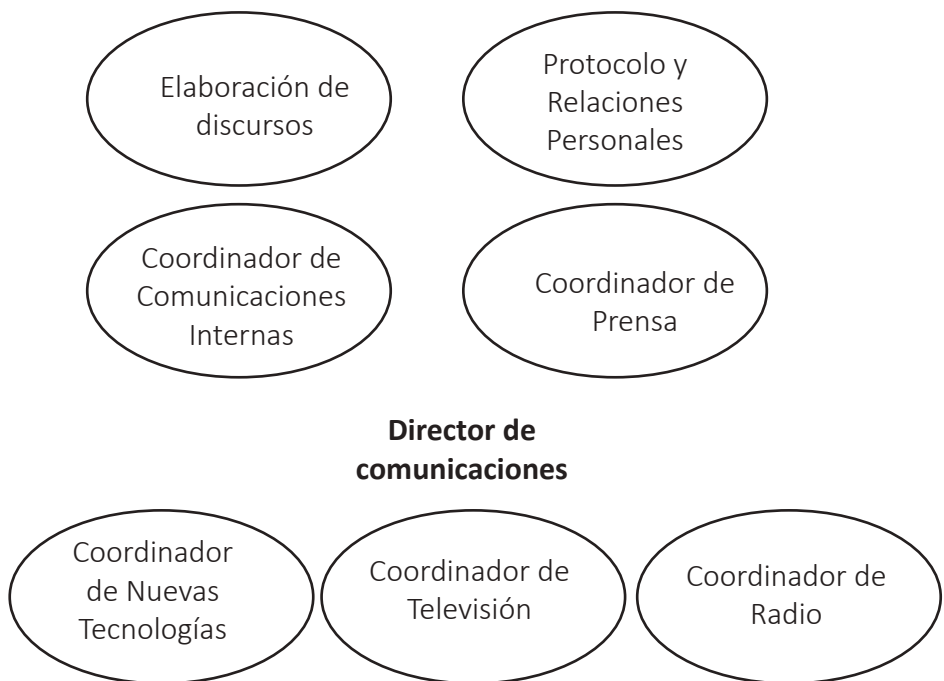 Elaboración de
discursos
Protocolo y
Relaciones
Personales
Coordinador de
Comunicaciones
Internas
Coordinador de
Prensa
Director de
comunicaciones
Coordinador
de Nuevas
Tecnologías
Coordinador de
Televisión
Coordinador de
Radio